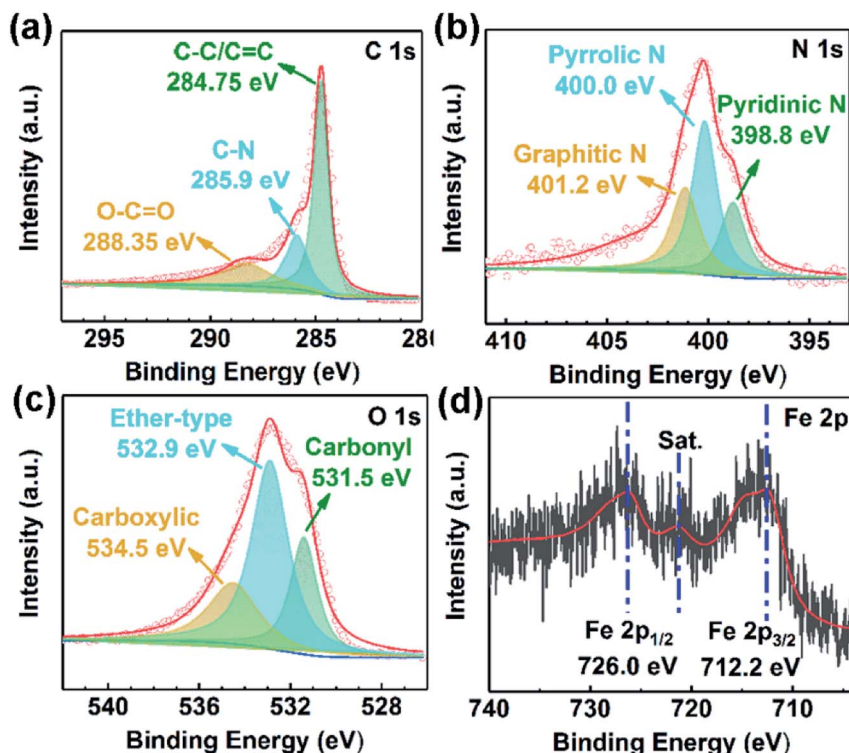 (a)
C 1s
C-C/C=C
284.75 eV
C-N
285.9 eV
O-C=O
288.35 eV
Intensity (a.u.)
295 290 285 280
Binding Energy (eV)
(b)
N 1s
Pyrrolic N
400.0 eV
Pyridinic N
398.8 eV
Graphitic N
401.2 eV
Intensity (a.u.)
410 405 400 395
Binding Energy (eV)
(c)
O 1s
Ether-type
532.9 eV
Carbonyl
531.5 eV
Carboxylic
534.5 eV
Intensity (a.u.)
540 536 532 528
Binding Energy (eV)
(d)
Fe 2p
Sat.
Fe 2p1/2
726.0 eV
Fe 2p3/2
712.2 eV
Intensity (a.u.)
740 730 720 710
Binding Energy (eV)